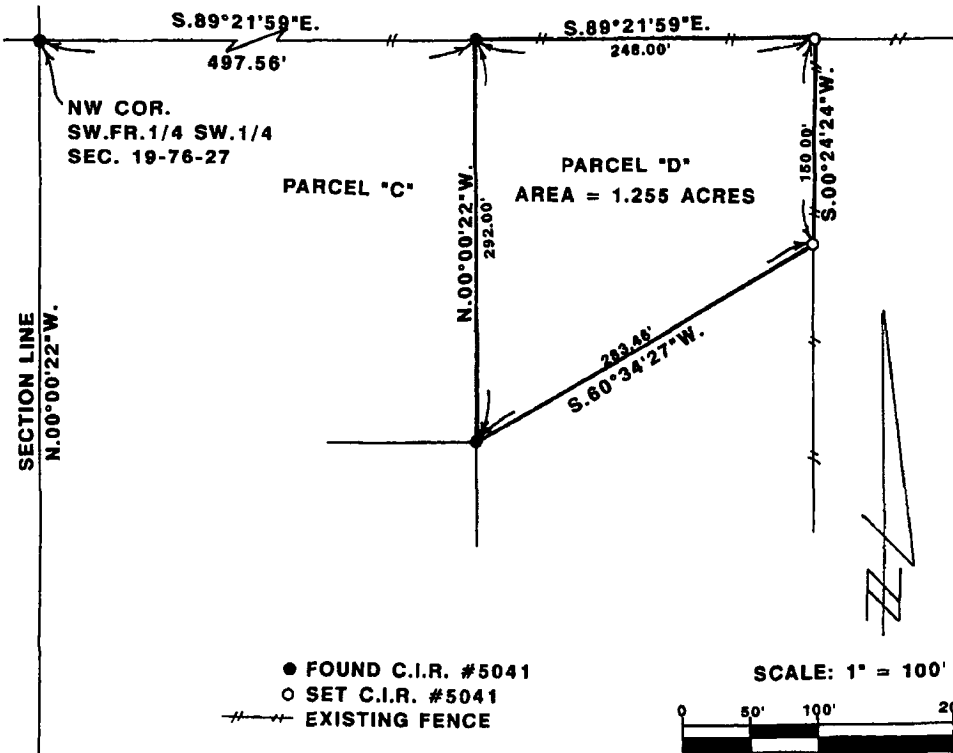 S.89°21'59"E.
497.56'
S.89°21'59"E.
248.00'
NW COR.
SW.FR.1/4 SW.1/4
SEC. 19-76-27
PARCEL "C"
N.00°00'22"W.
292.00'
PARCEL "D"
AREA = 1.255 ACRES
150.00'
S.00°24'24"W.
283.46'
S.60°34'27"W.
SECTION LINE
N.00°00'22"W.
FOUND C.I.R. #5041
SET C.I.R. #5041
EXISTING FENCE
SCALE: 1" = 100'
0 50' 100' 20